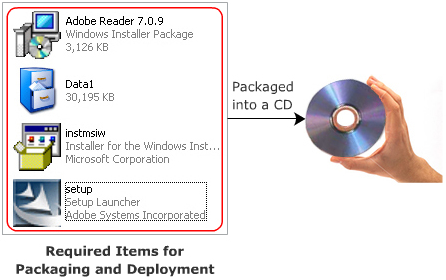 Adobe Reader 7.0.9
Windows Installer Package
3,126 KB
Data1
30,195 KB
instmsiw
Installer for the Windows Inst...
Microsoft Corporation
setup
Setup Launcher
Adobe Systems Incorporated
Packaged
into a CD
Required Items for
Packaging and Deployment